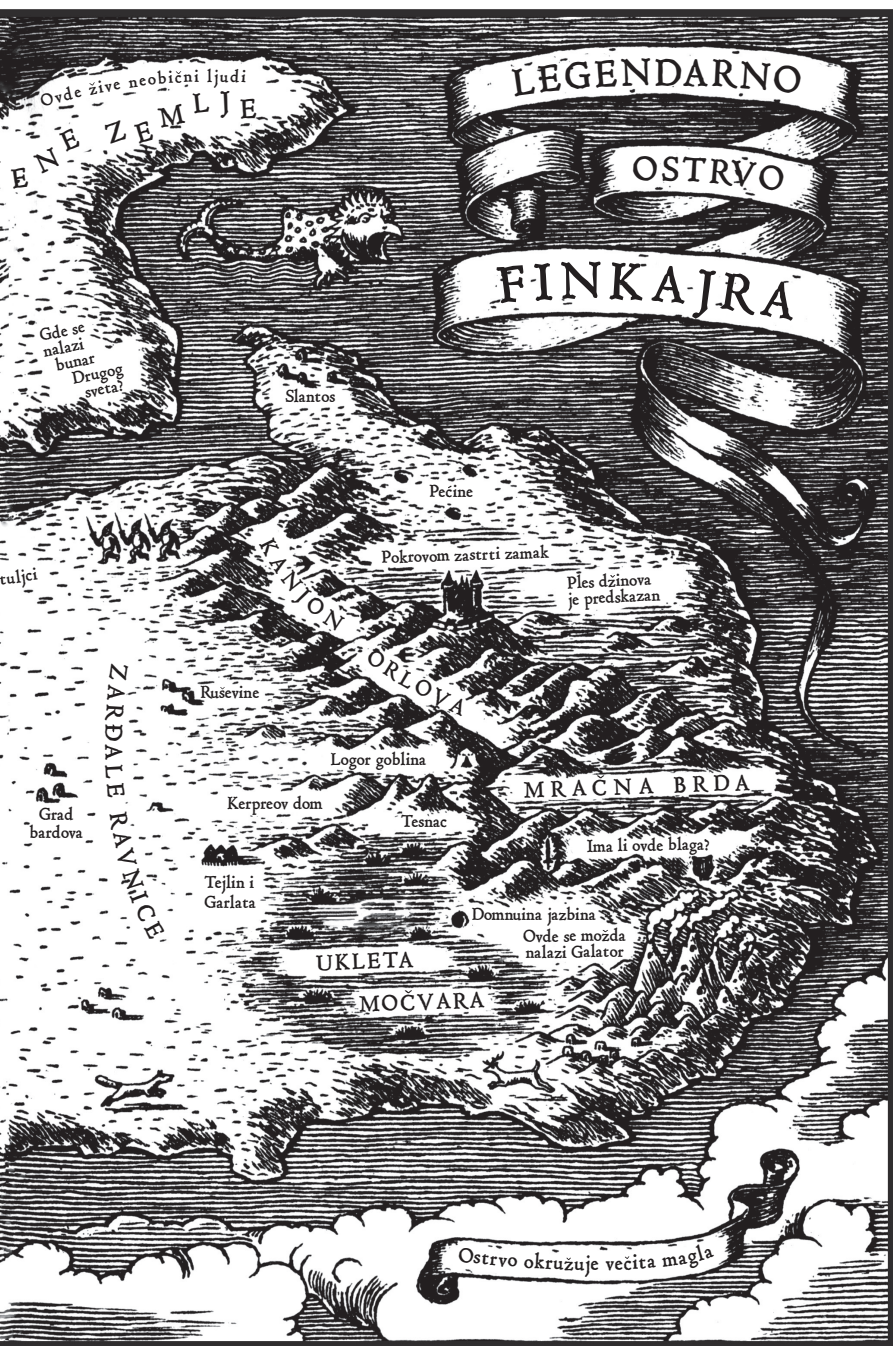 LEGENDARNO
OSTRVO
FINKAJRA
Ovde žive neobični ljudi
ENE ZEMLJE
Gde se
nalazi
bunar
Drugog
sveta?
Slantos
Pećine
KANJON
ORLOVA
Pokrovom zastrti zamak
Ples džinova
je predskazan
tuljci
ZARĐALE RAVNICE
Ruševine
Logor goblina
MRAČNA BRDA
Kerpreov dom
Tesnac
Grad
bardova
Ima li ovde blaga?
Tejlin i
Garlata
Domnuina jazbina
Ovde se možda
nalazi Galator
UKLETA
MOČVARA
Ostrvo okružuje večita magla